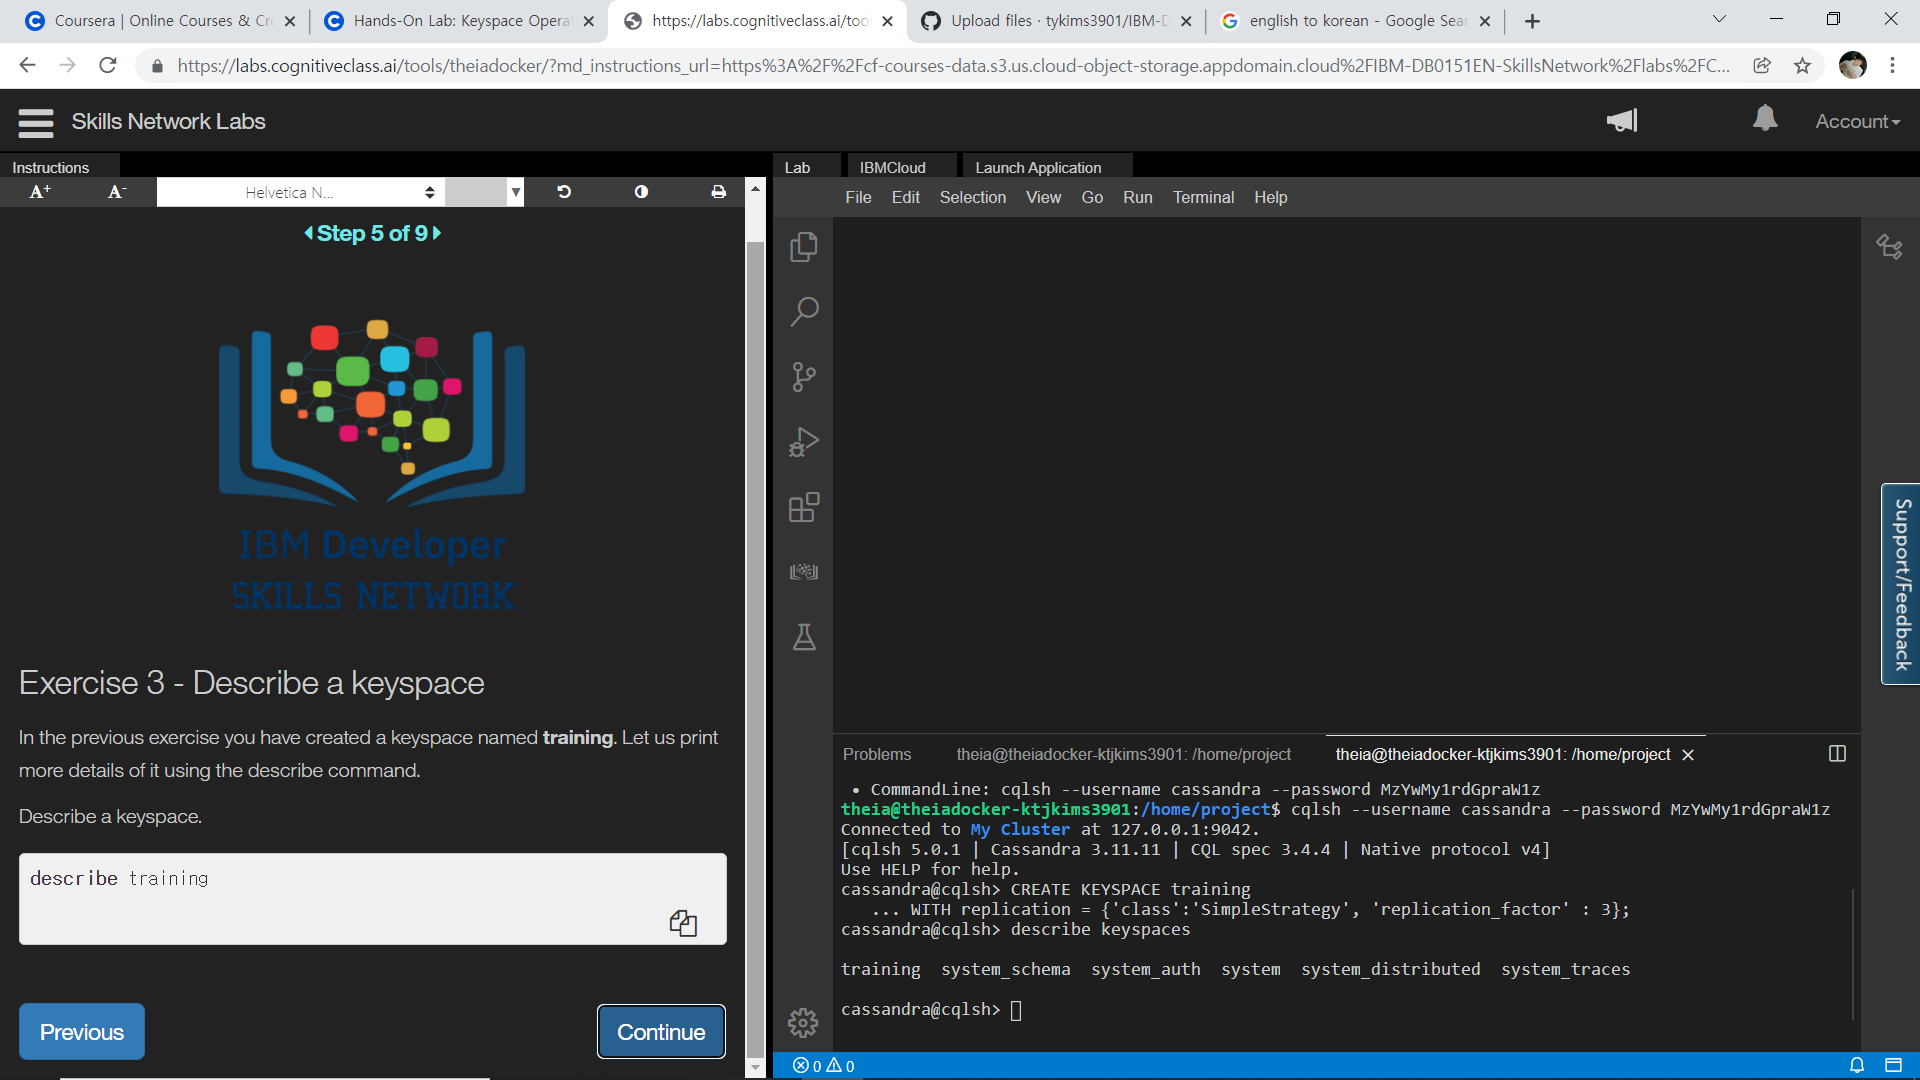 Coursera | Online Courses & Cr
Hands-On Lab: Keyspace Opera
https://labs.cognitiveclass.ai/tool
Upload files · tykims3901/IBM-D
english to korean - Google Sear
https://labs.cognitiveclass.ai/tools/theiadocker/?md_instructions_url=https%3A%2F%2Fcf-courses-data.s3.us.cloud-object-storage.appdomain.cloud%2FIBM-DB0151EN-SkillsNetwork%2Flabs%2FC...
Skills Network Labs
Account
Instructions
A+ A- Helvetica N...
Step 5 of 9
IBM Developer
SKILLS NETWORK
Exercise 3 - Describe a keyspace
In the previous exercise you have created a keyspace named training. Let us print
more details of it using the describe command.
Describe a keyspace.
describe training
Previous
Continue
Lab
IBMCloud
Launch Application
File Edit Selection View Go Run Terminal Help
Support/Feedback
Problems
theia@theiadocker-ktjkims3901: /home/project
theia@theiadocker-ktjkims3901: /home/project
• CommandLine: cqlsh --username cassandra --password MzYwMy1rdGpraW1z
theia@theiadocker-ktjkims3901:/home/project$ cqlsh --username cassandra --password MzYwMy1rdGpraW1z
Connected to My Cluster at 127.0.0.1:9042.
[cqlsh 5.0.1 | Cassandra 3.11.11 | CQL spec 3.4.4 | Native protocol v4]
Use HELP for help.
cassandra@cqlsh> CREATE KEYSPACE training
... WITH replication = {'class':'SimpleStrategy', 'replication_factor' : 3};
cassandra@cqlsh> describe keyspaces
training system_schema system_auth system system_distributed system_traces
cassandra@cqlsh>
0 0